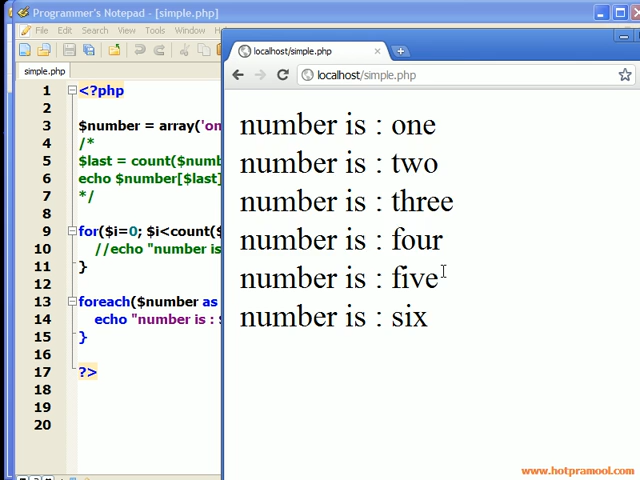 Programmer's Notepad - [simple.php]
File Edit Search View Tools Window Help
simple.php
1 <?php
2
3 $number = array('on
4 /*
5 $last = count($numb
6 echo $number[$last]
7 */
8
9 for($i=0; $i<count($
10 //echo "number is
11 }
12
13 foreach($number as
14 echo "number is : $
15 }
16
17 ?>
18
19
20
localhost/simple.php
localhost/simple.php
number is : one
number is : two
number is : three
number is : four
number is : five
number is : six
www.hotpramool.com